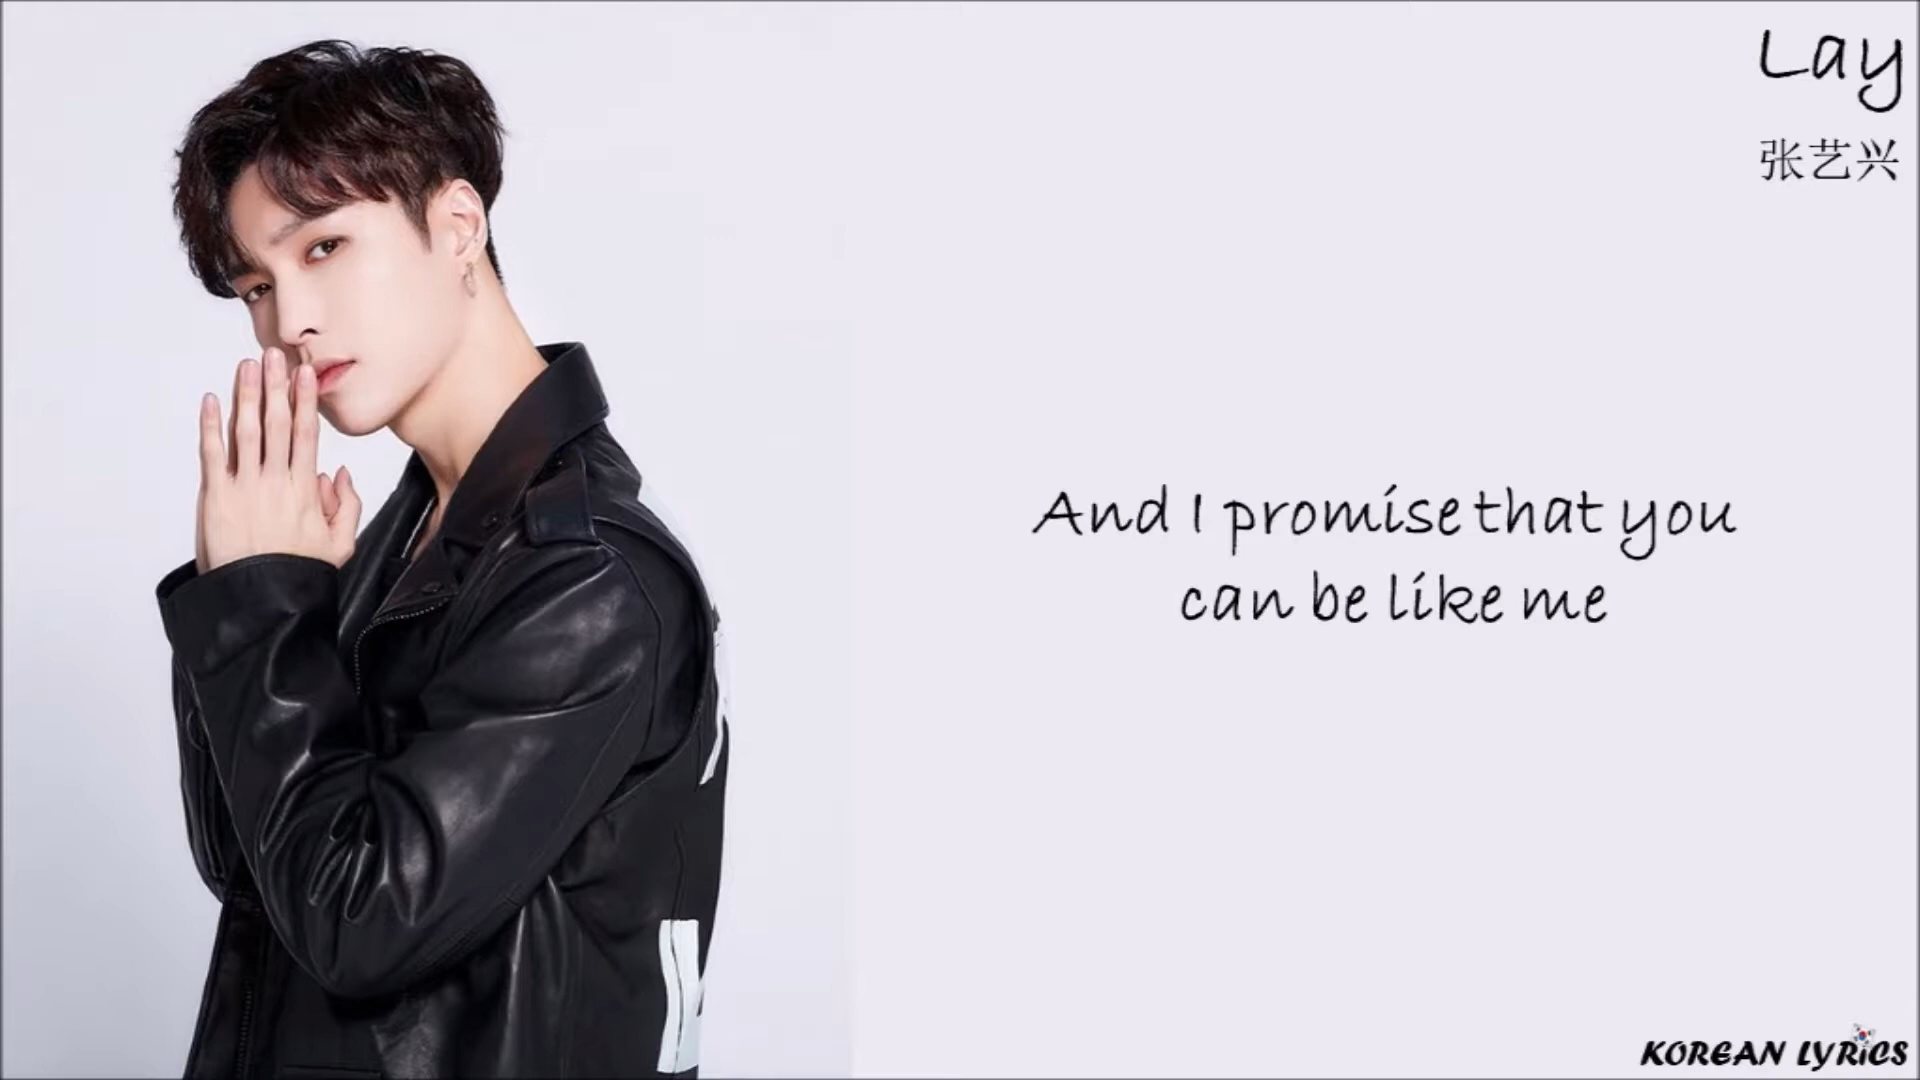 Lay
张艺兴
And I promise that you
can be like me
KOREAN LYRiCS